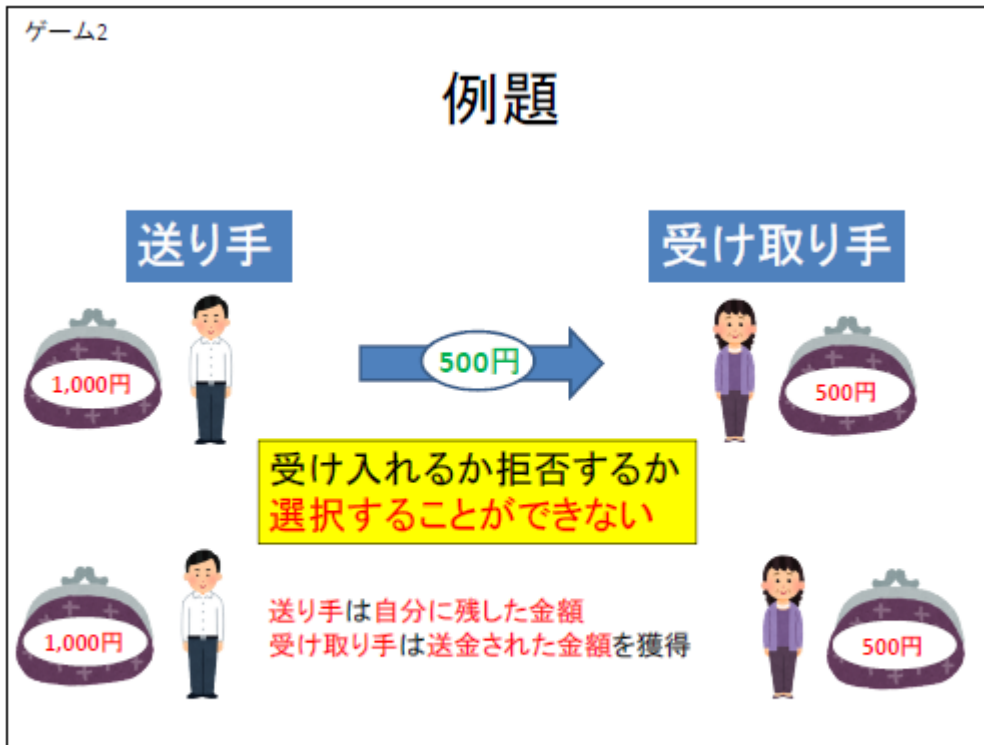 ゲーム2
例題
送り手
受け取り手
1,000円
500円
500円
受け入れるか拒否するか
選択することができない
1,000円
送り手は自分に残した金額
受け取り手は送金された金額を獲得
500円